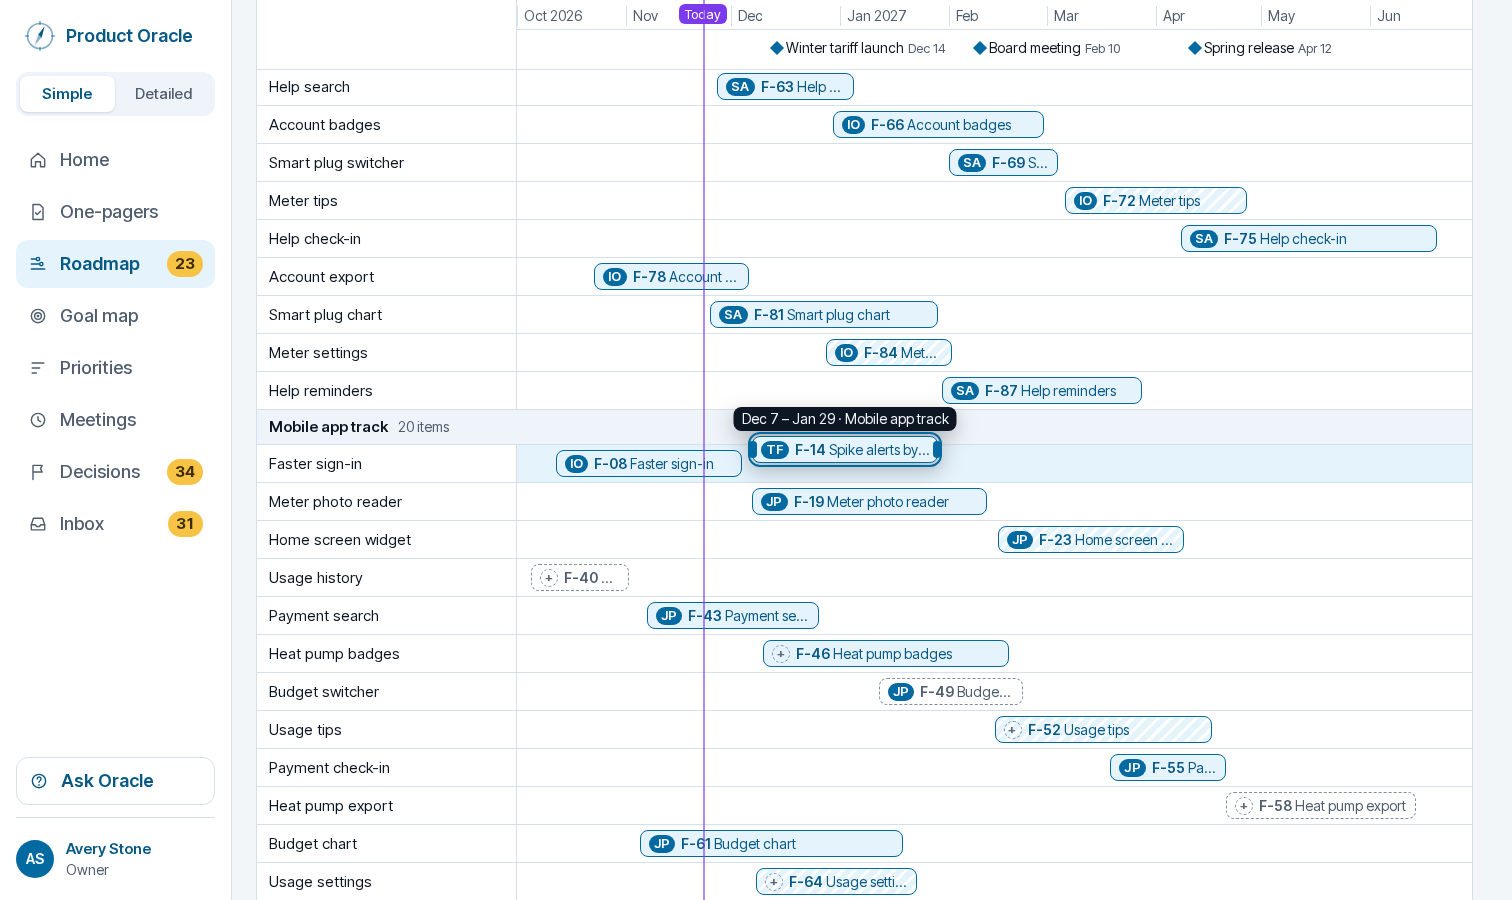 Product Oracle
Simple
Detailed
Home
One-pagers
Roadmap 23
Goal map
Priorities
Meetings
Decisions 34
Inbox 31
Ask Oracle
AS
Avery Stone
Owner
Oct 2026
Nov
Today
Dec
Jan 2027
Feb
Mar
Apr
May
Jun
Winter tariff launch Dec 14
Board meeting Feb 10
Spring release Apr 12
Help search
SA F-63 Help ...
Account badges
IO F-66 Account badges
Smart plug switcher
SA F-69 S...
Meter tips
IO F-72 Meter tips
Help check-in
SA F-75 Help check-in
Account export
IO F-78 Account ...
Smart plug chart
SA F-81 Smart plug chart
Meter settings
IO F-84 Met...
Help reminders
SA F-87 Help reminders
Dec 7 – Jan 29 · Mobile app track
Mobile app track 20 items
TF F-14 Spike alerts by...
Faster sign-in
IO F-08 Faster sign-in
Meter photo reader
JP F-19 Meter photo reader
Home screen widget
JP F-23 Home screen ...
Usage history
+ F-40 ...
Payment search
JP F-43 Payment se...
Heat pump badges
+ F-46 Heat pump badges
Budget switcher
JP F-49 Budge...
Usage tips
+ F-52 Usage tips
Payment check-in
JP F-55 Pa...
Heat pump export
+ F-58 Heat pump export
Budget chart
JP F-61 Budget chart
Usage settings
+ F-64 Usage setti...